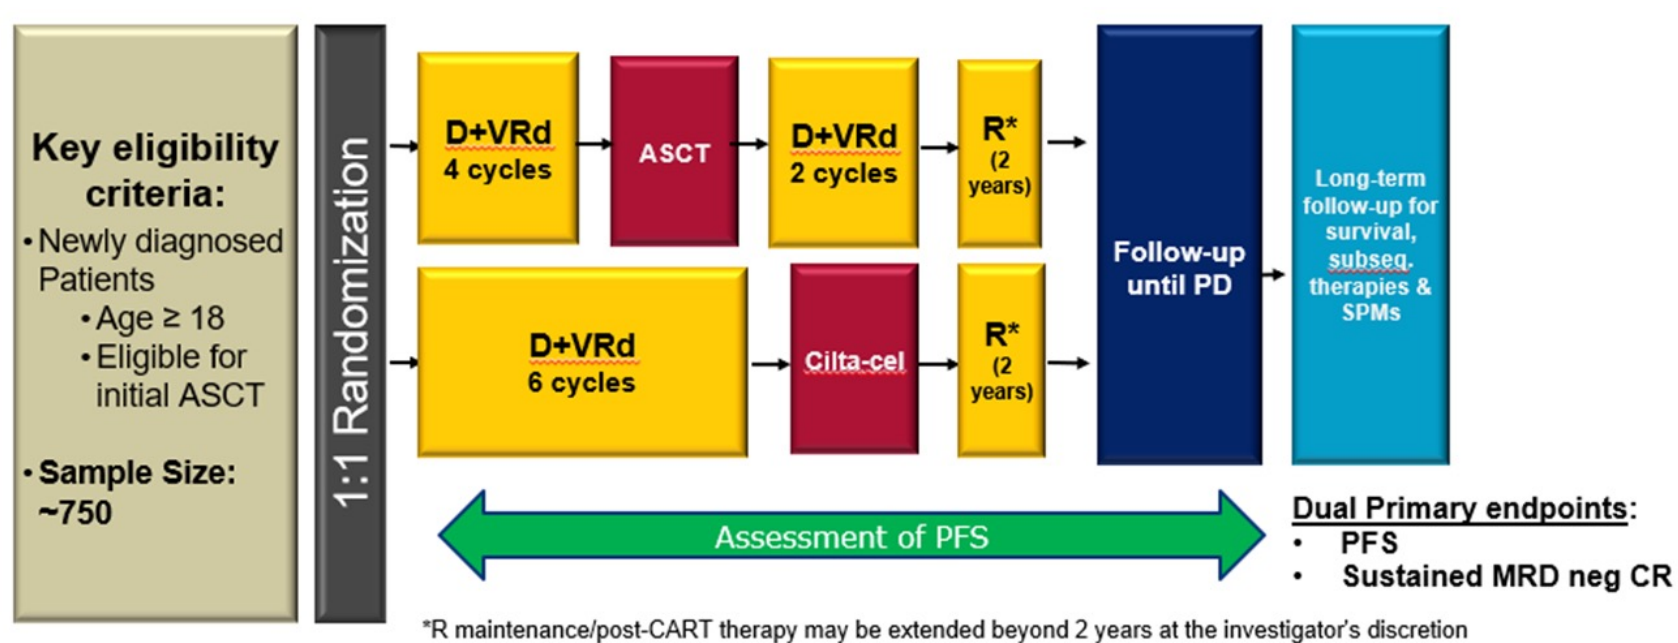 Key eligibility
criteria:
• Newly diagnosed
Patients
• Age ≥ 18
• Eligible for
initial ASCT
• Sample Size:
~750
1:1 Randomization
D+VRd
4 cycles
ASCT
D+VRd
2 cycles
R*
(2
years)
D+VRd
6 cycles
Cilta-cel
R*
(2
years)
Follow-up
until PD
Long-term
follow-up for
survival,
subseq.
therapies &
SPMs
Assessment of PFS
Dual Primary endpoints:
• PFS
• Sustained MRD neg CR
*R maintenance/post-CART therapy may be extended beyond 2 years at the investigator's discretion